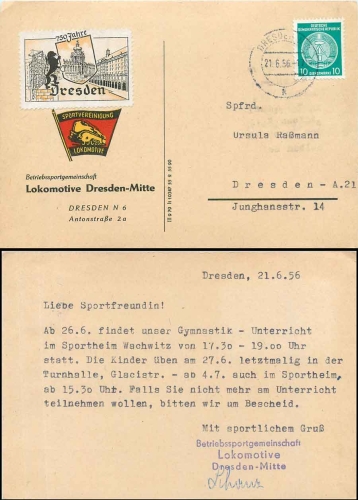 750 Jahre
Dresden
SPORTVEREINIGUNG
LOKOMOTIVE
Betriebssportgemeinschaft
Lokomotive Dresden-Mitte
DRESDEN N 6
Antonstraße 2a
DRESDEN
21.6.56
DEUTSCHE
DEMOKRATISCHE REPUBLIK
10 10
Spfrd.
Ursula Haßmann
Dresden-A.21
Junghansstr. 14
Dresden, 21.6.56
Liebe Sportfreundin!
Ab 26.6. findet unser Gymnastik - Unterricht
im Sportheim Wachwitz von 17.3o - 19.oo Uhr
statt. Die Kinder üben am 27.6. letztmalig in der
Turnhalle, Glacistr. - ab 4.7. auch im Sportheim,
ab 15.3o Uhr. Falls Sie nicht mehr am Unterricht
teilnehmen wollen, bitten wir um Bescheid.
Mit sportlichem Gruß
Betriebssportgemeinschaft
Lokomotive
Dresden-Mitte